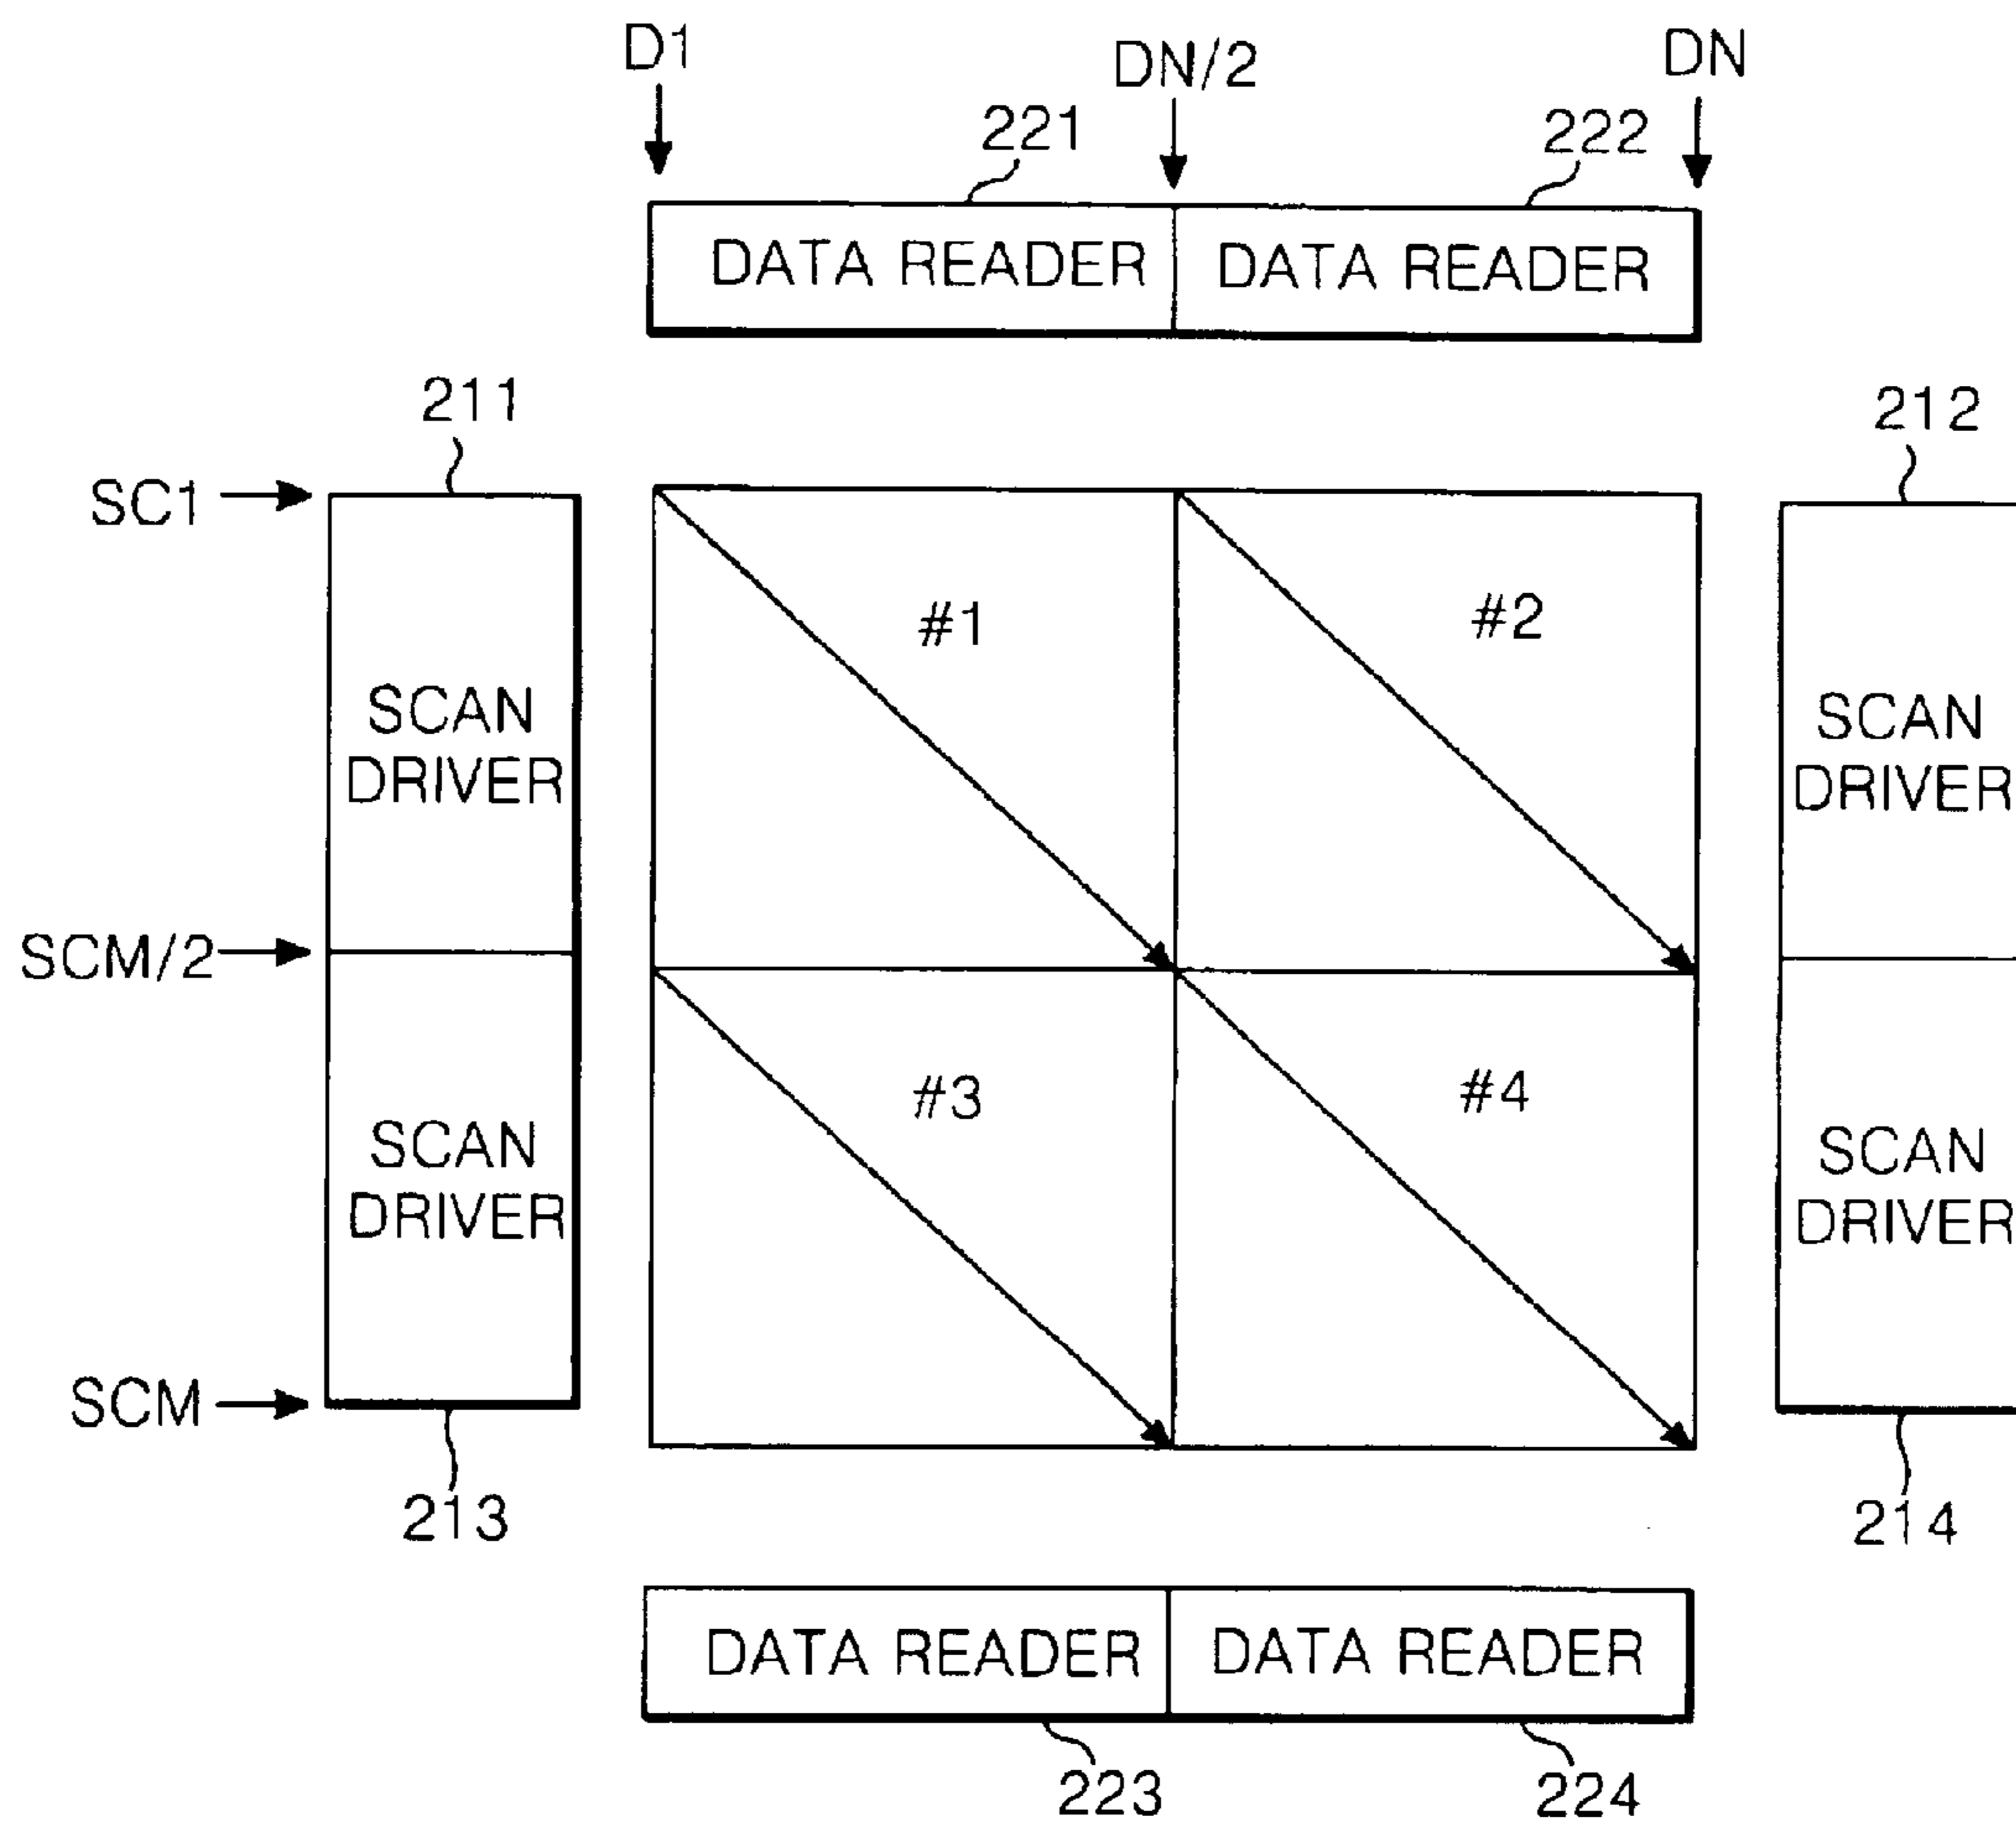 D1
DN/2
DN
221
222
DATA READER
DATA READER
211
212
SC1
SCAN
DRIVER
#1
#2
SCAN
DRIVER
SCM/2
SCAN
DRIVER
#3
#4
SCAN
DRIVER
SCM
213
214
DATA READER
DATA READER
223
224